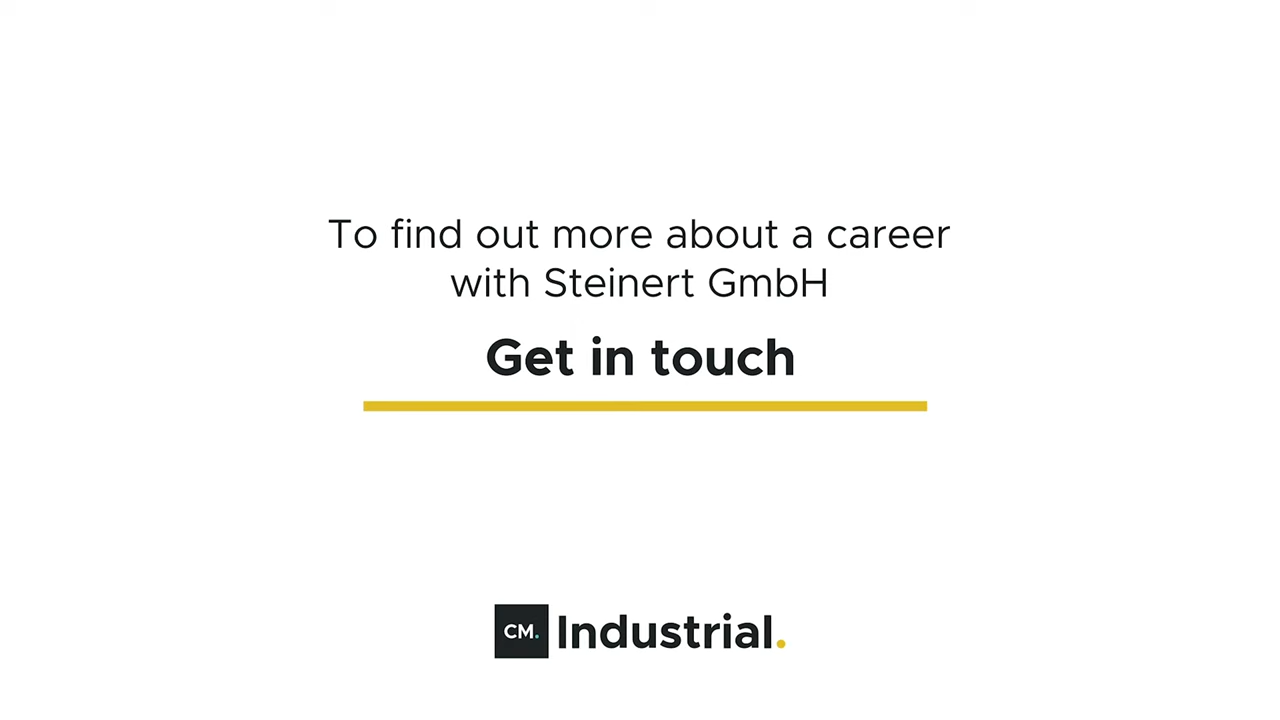 To find out more about a career
with Steinert GmbH
Get in touch
CM. Industrial.